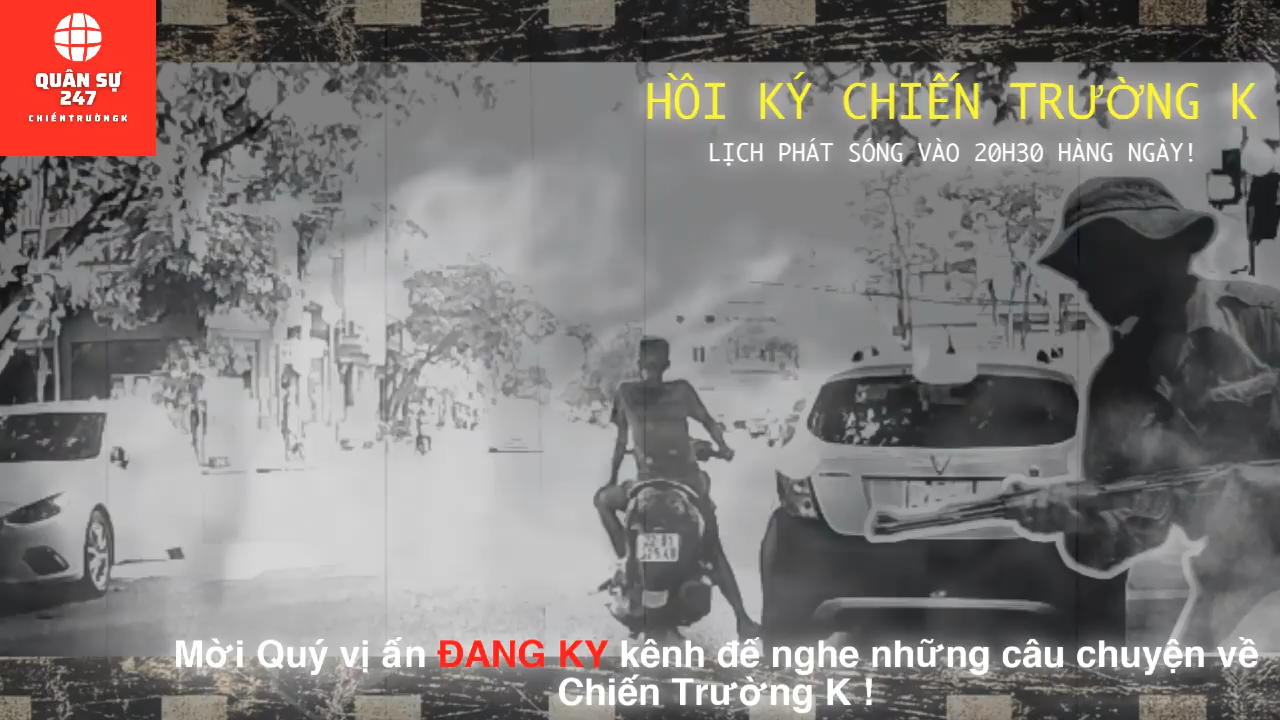 QUÂN SỰ
247
CHIẾNTRƯỜNGK
HỒI KÝ CHIẾN TRƯỜNG K
LỊCH PHÁT SÓNG VÀO 20H30 HÀNG NGÀY!
Mời Quý vị ấn ĐANG KY kênh để nghe những câu chuyện về
Chiến Trường K !